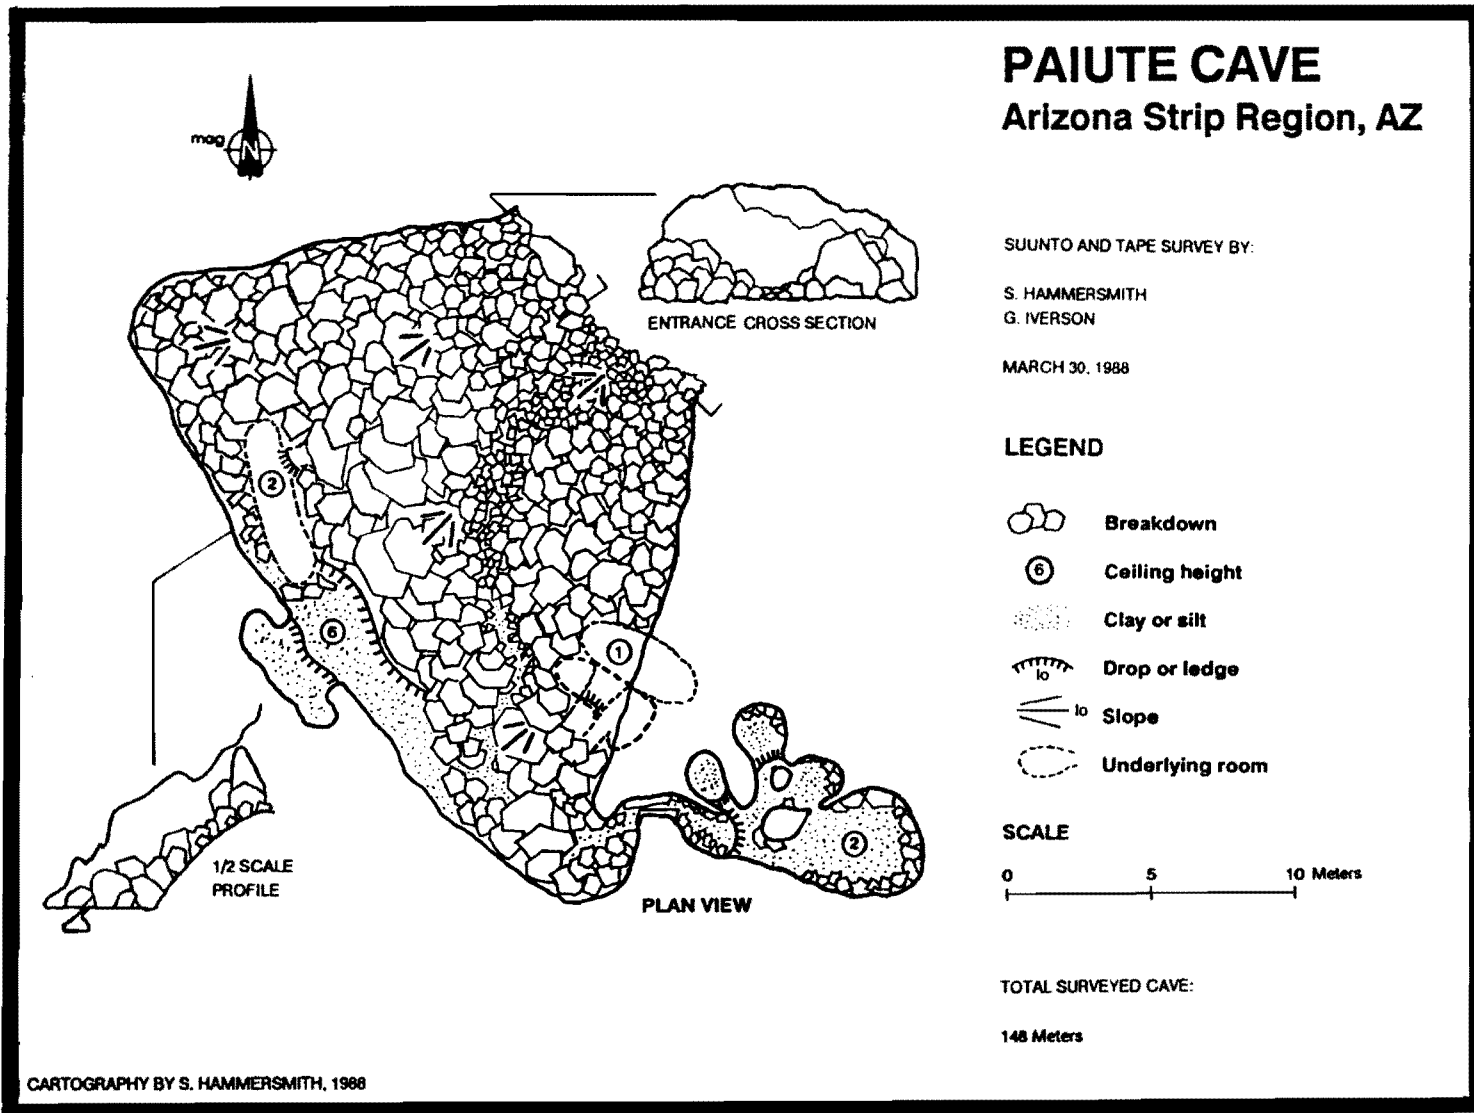 PAIUTE CAVE
Arizona Strip Region, AZ
mag
N
SUUNTO AND TAPE SURVEY BY:
S. HAMMERSMITH
G. IVERSON
MARCH 30, 1988
ENTRANCE CROSS SECTION
LEGEND
Breakdown
6 Ceiling height
Clay or silt
lo Drop or ledge
lo Slope
Underlying room
2
6
1
2
SCALE
0 5 10 Meters
1/2 SCALE
PROFILE
PLAN VIEW
TOTAL SURVEYED CAVE:
148 Meters
CARTOGRAPHY BY S. HAMMERSMITH, 1988